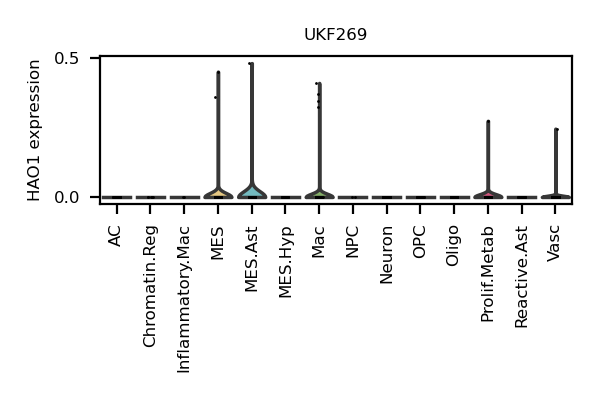 UKF269
HAO1 expression
0.5
0.0
AC
Chromatin.Reg
Inflammatory.Mac
MES
MES.Ast
MES.Hyp
Mac
NPC
Neuron
OPC
Oligo
Prolif.Metab
Reactive.Ast
Vasc